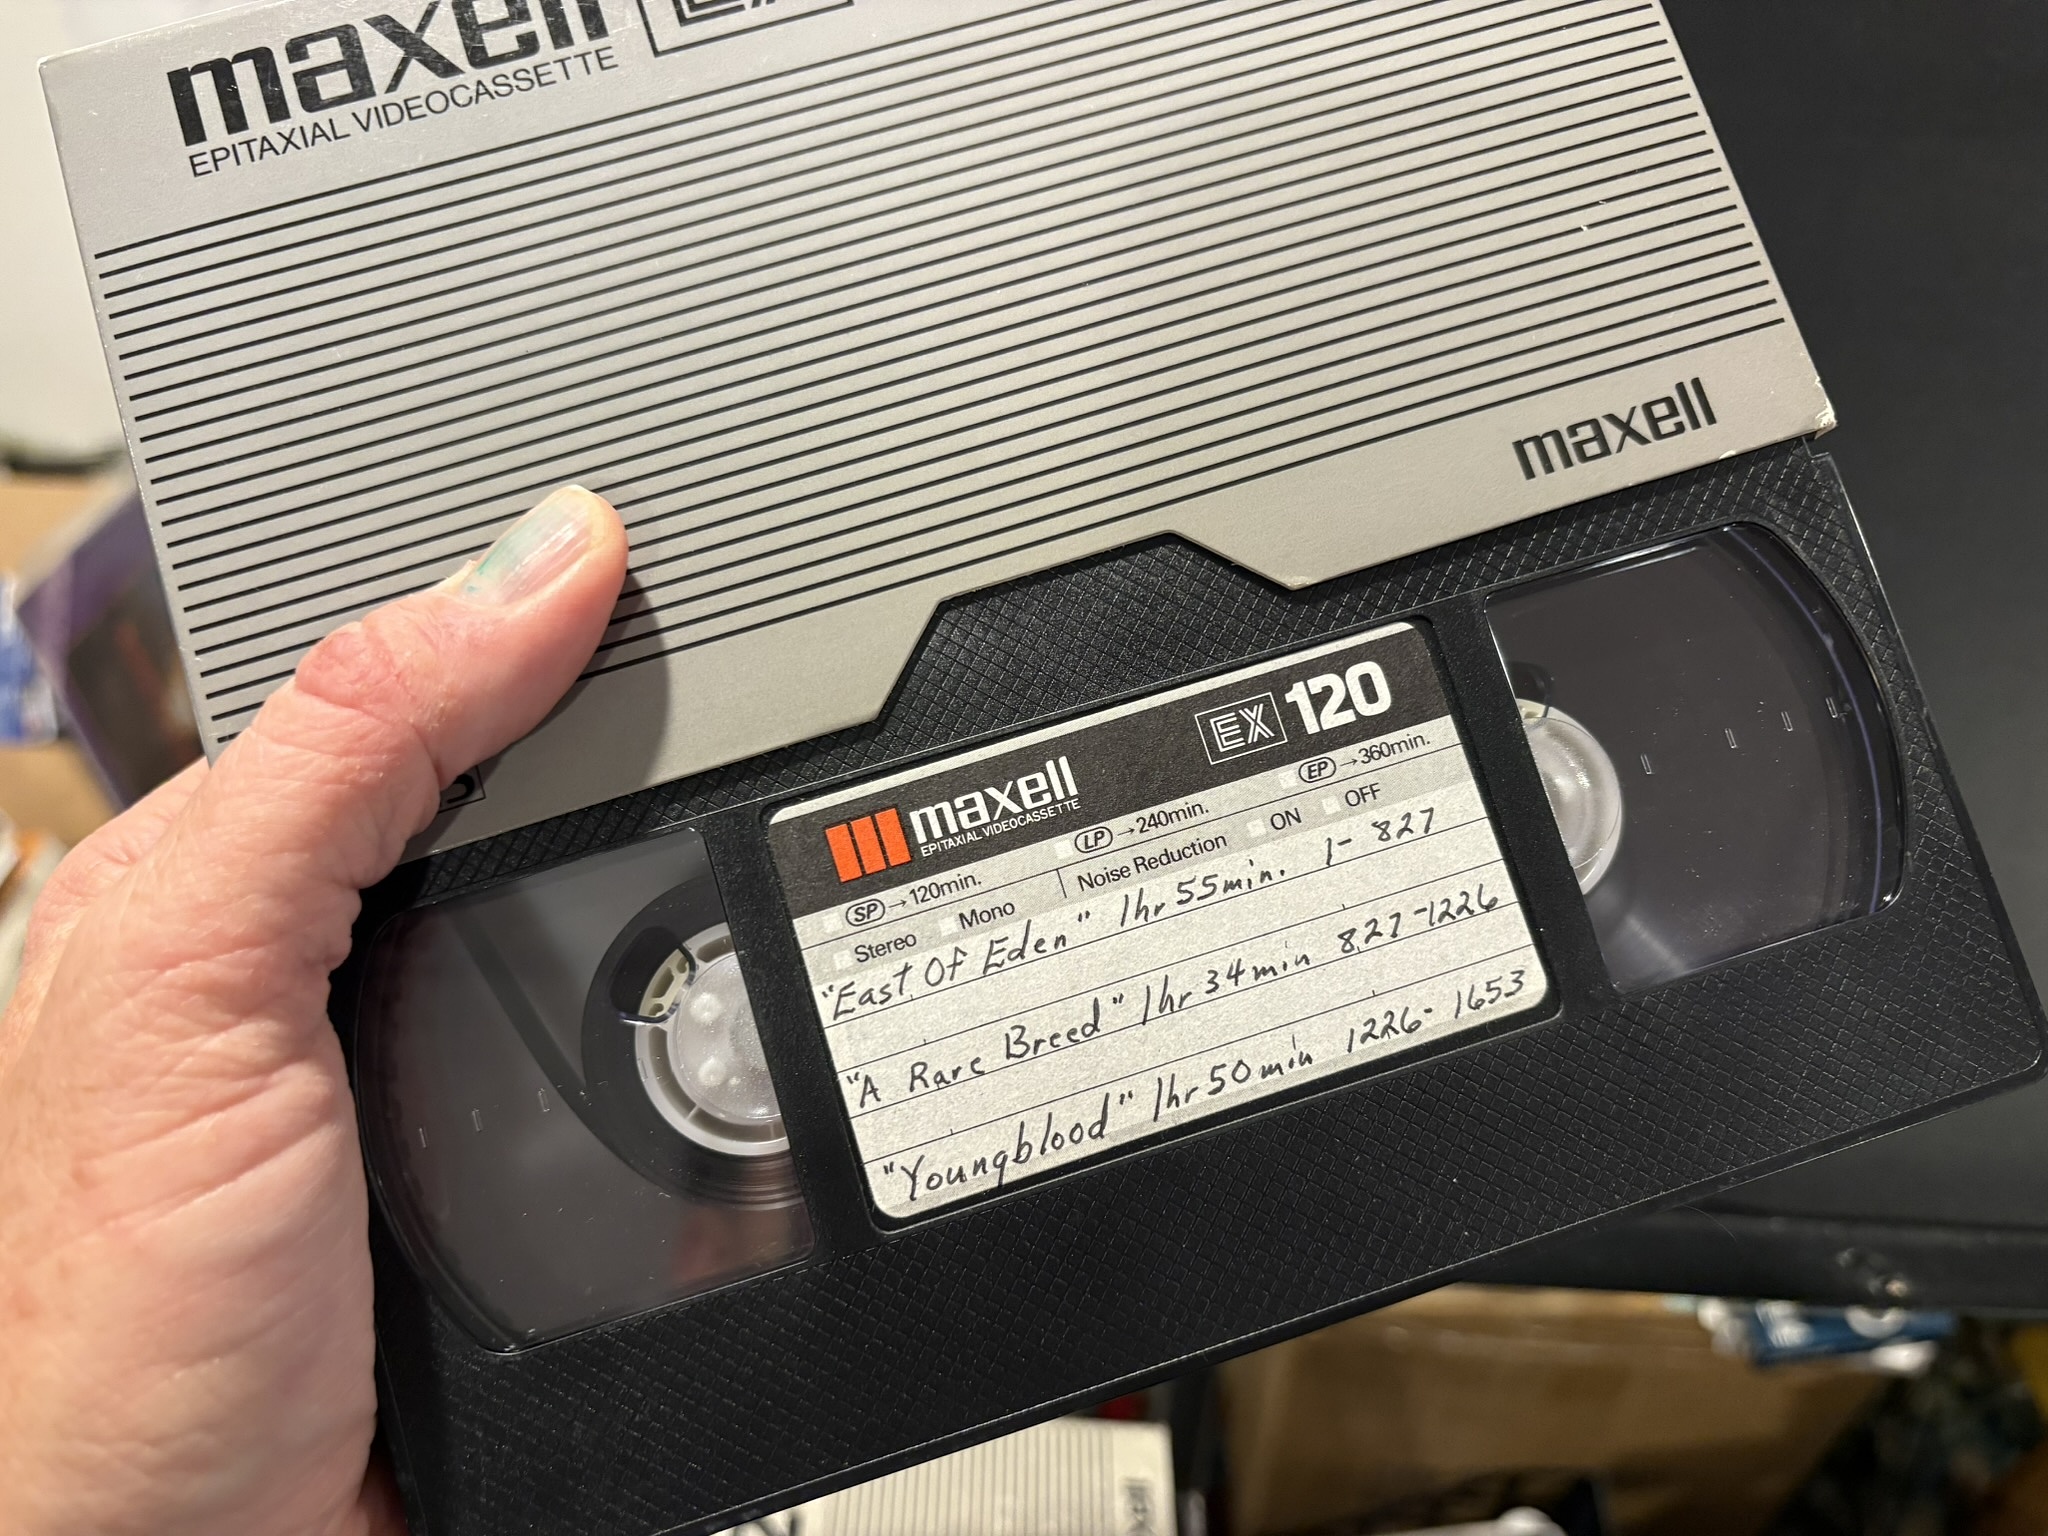 maxell EX
EPITAXIAL VIDEOCASSETTE
maxell
maxell EX 120
EPITAXIAL VIDEOCASSETTE
SP →120min. LP →240min. EP →360min.
Stereo Mono Noise Reduction ON OFF
"East Of Eden" 1hr 55min. 1- 827
"A Rare Breed" 1hr 34min 827-1226
"Youngblood" 1hr 50min 1226- 1653